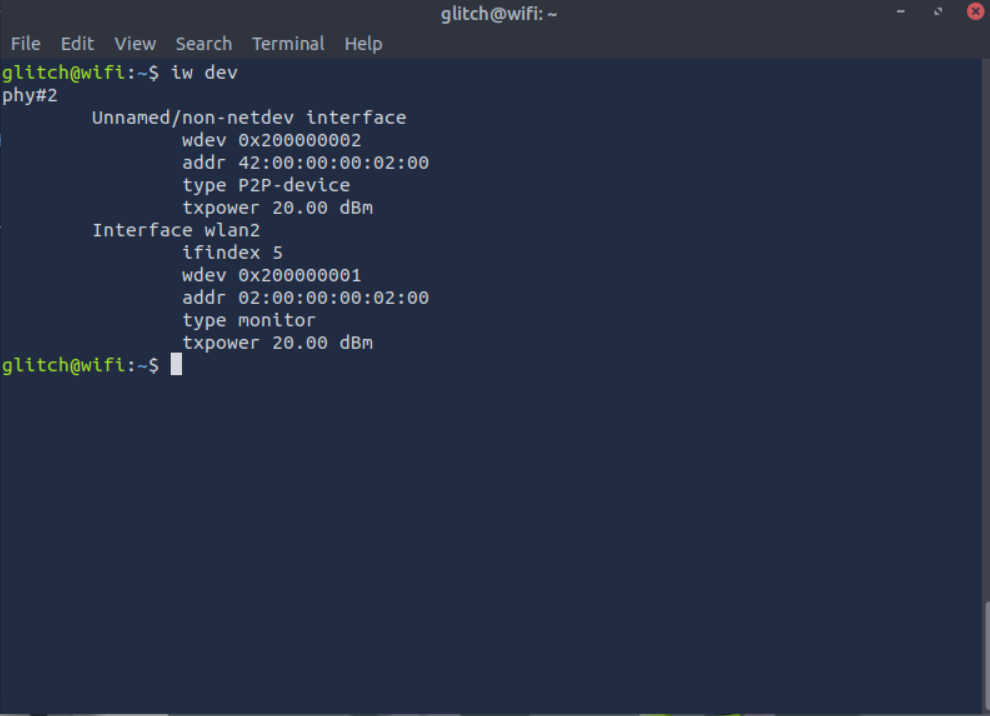 glitch@wifi: ~
File Edit View Search Terminal Help
glitch@wifi:~$ iw dev
phy#2
Unnamed/non-netdev interface
wdev 0x200000002
addr 42:00:00:00:02:00
type P2P-device
txpower 20.00 dBm
Interface wlan2
ifindex 5
wdev 0x200000001
addr 02:00:00:00:02:00
type monitor
txpower 20.00 dBm
glitch@wifi:~$